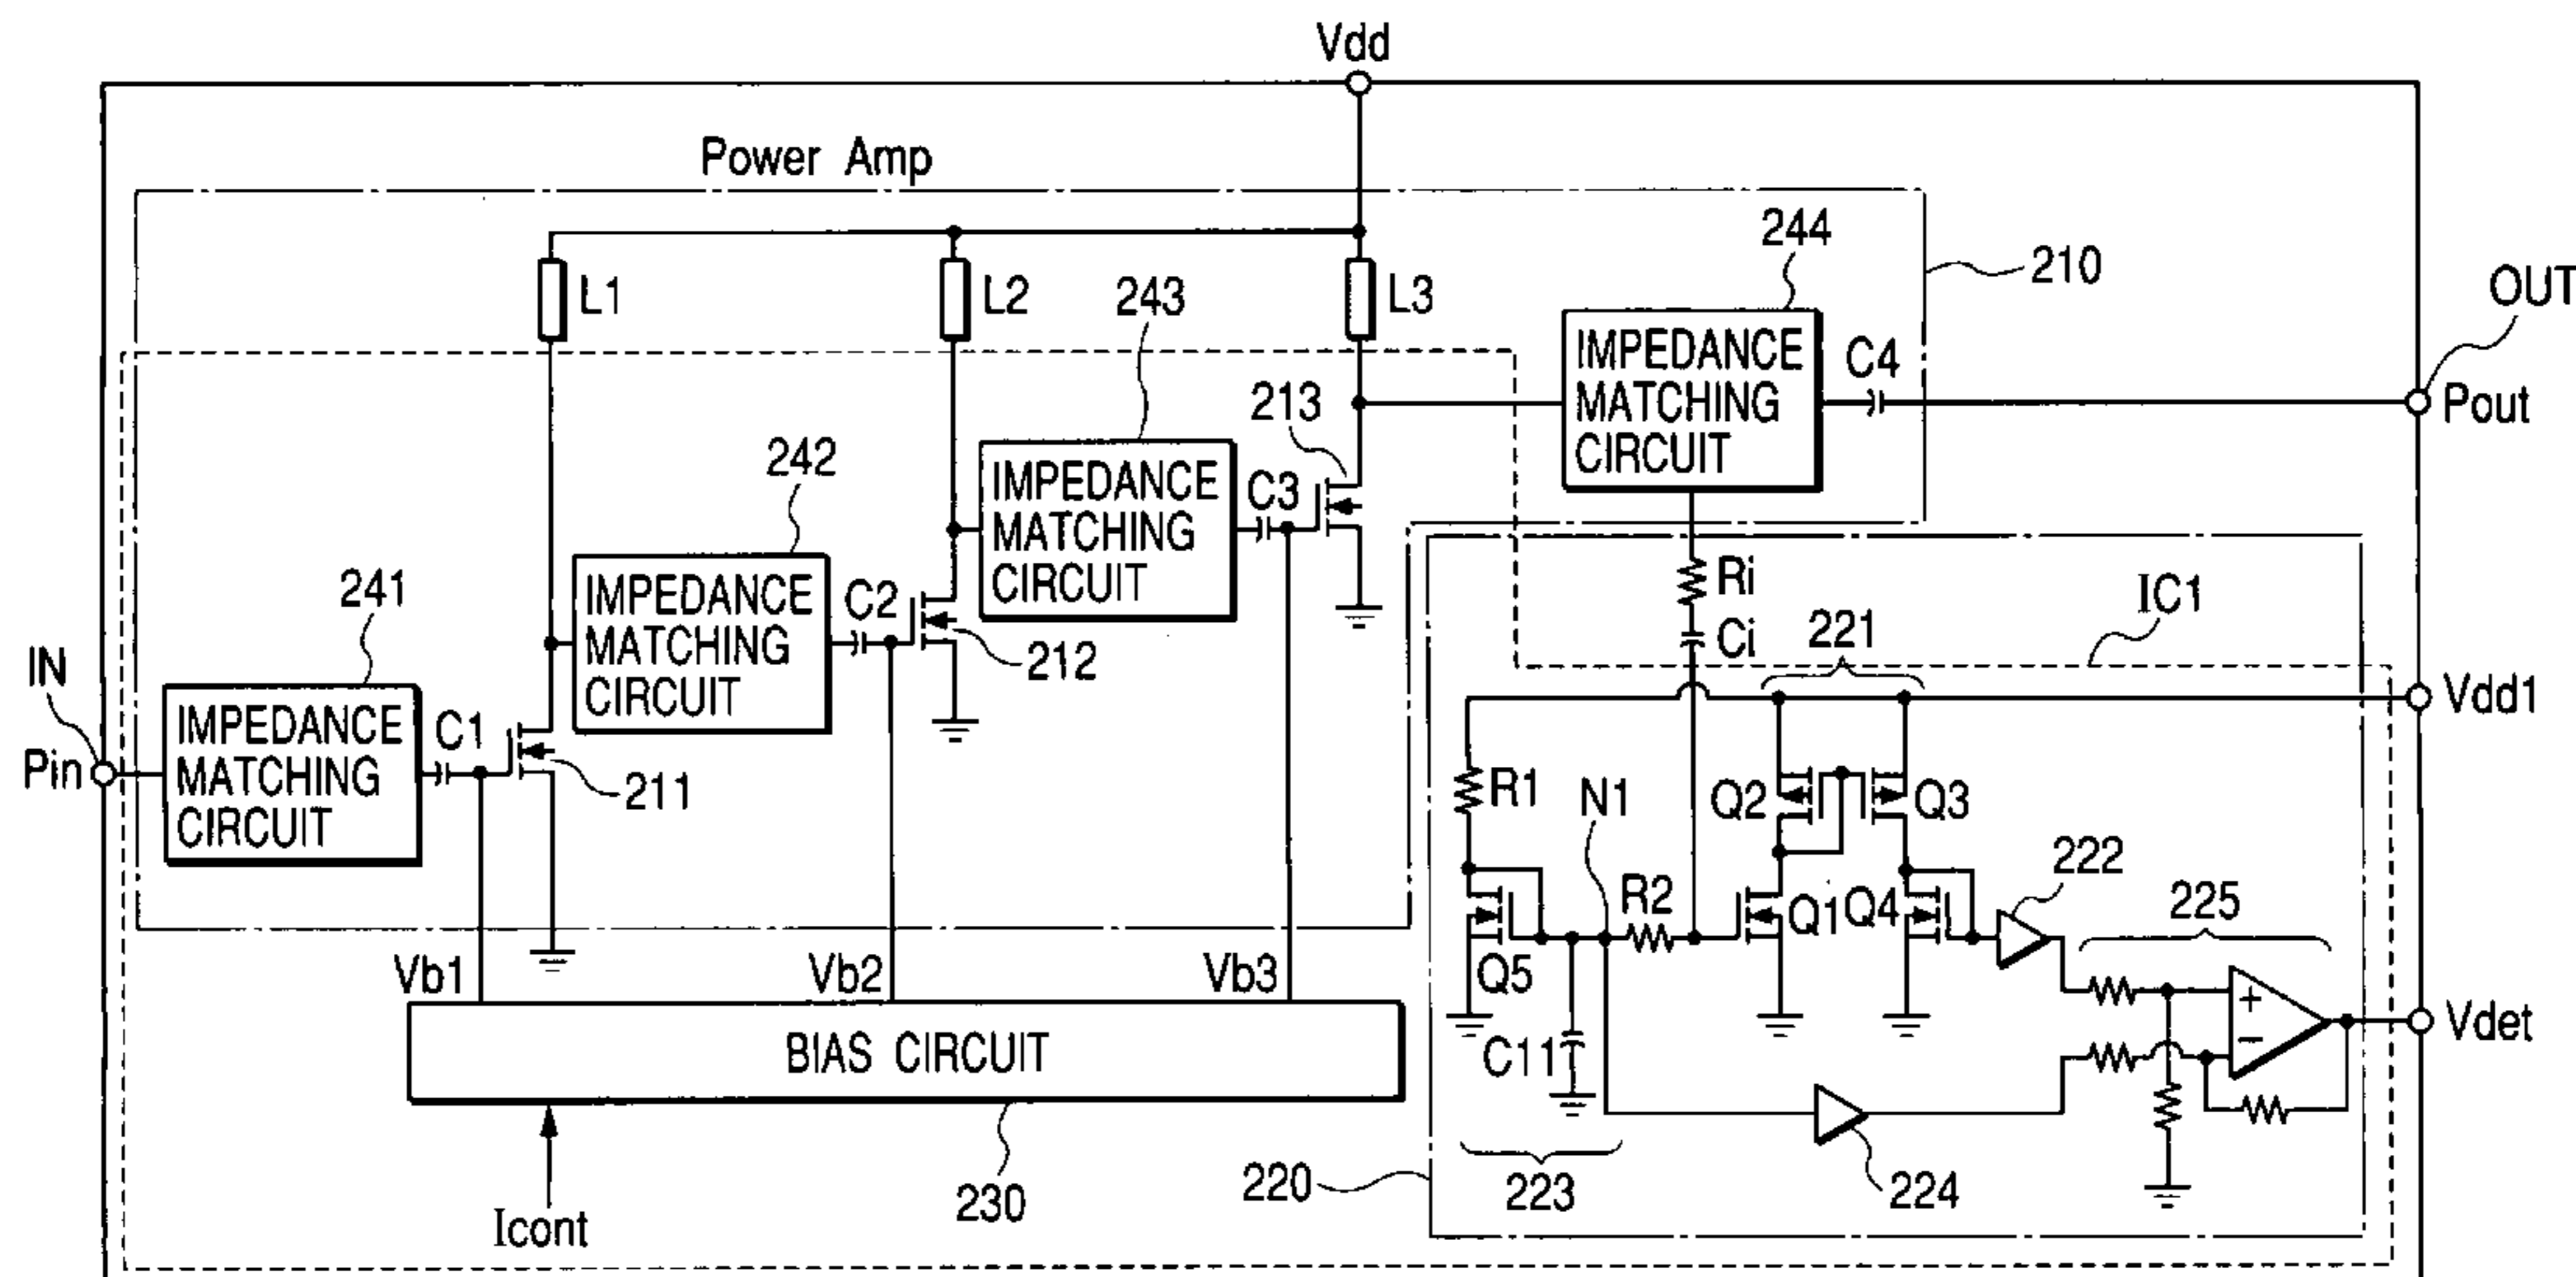 Vdd
Power Amp
244
210
OUT
L1
L2
243
L3
IMPEDANCE
MATCHING
CIRCUIT
C4
Pout
213
242
IMPEDANCE
MATCHING
CIRCUIT
C3
241
IMPEDANCE
MATCHING
CIRCUIT
C2
212
Ri
Ci
221
IC1
IN
Pin
IMPEDANCE
MATCHING
CIRCUIT
C1
211
Vdd1
R1
N1
Q2
Q3
222
R2
Q1
Q4
225
Q5
Vb1
Vb2
Vb3
+
−
Vdet
BIAS CIRCUIT
C11
220
223
224
230
Icont